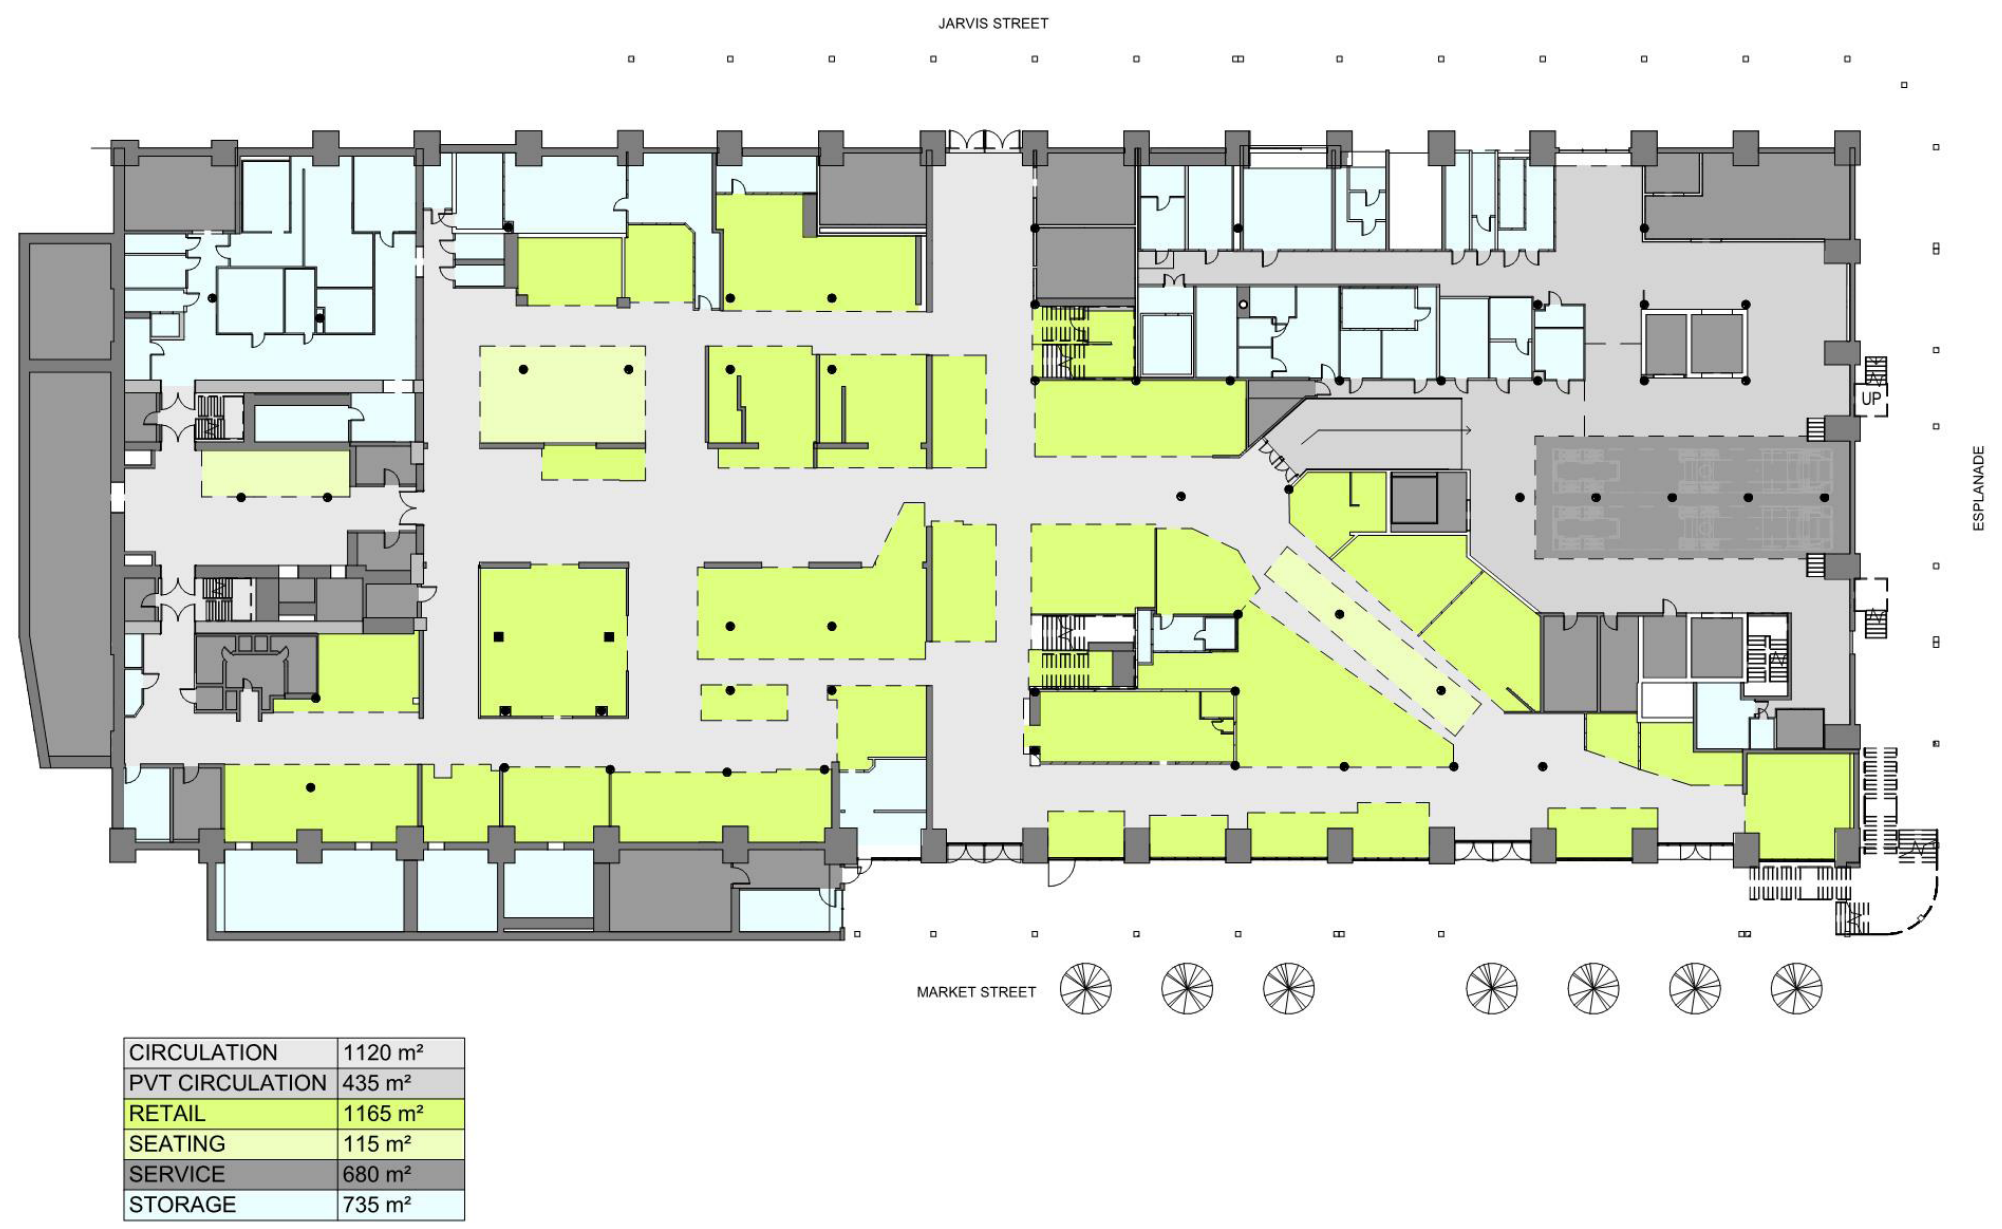 JARVIS STREET
UP
ESPLANADE
MARKET STREET
CIRCULATION 1120 m²
PVT CIRCULATION 435 m²
RETAIL 1165 m²
SEATING 115 m²
SERVICE 680 m²
STORAGE 735 m²